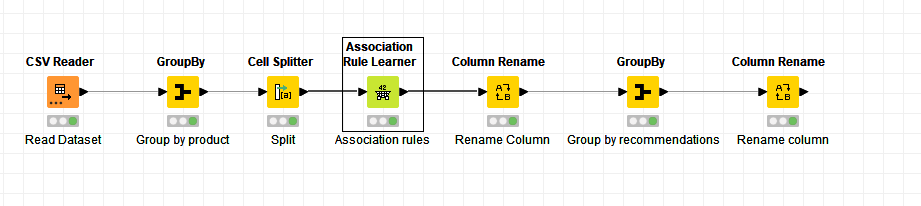 CSV Reader
Read Dataset
GroupBy
Group by product
Cell Splitter
[a]
Split
Association
Rule Learner
Association rules
Column Rename
A
B
Rename Column
GroupBy
Group by recommendations
Column Rename
A
B
Rename column